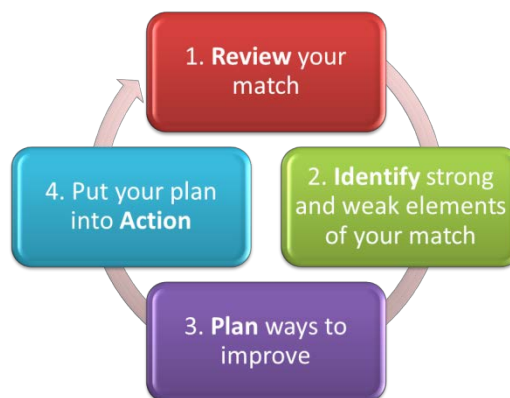 1. Review your
match
2. Identify strong
and weak elements
of your match
3. Plan ways to
improve
4. Put your plan
into Action